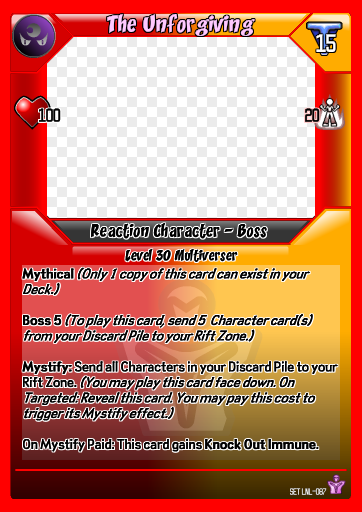 The Unforgiving
15
100
20
Reaction Character - Boss
Level 30 Multiverser
Mythical (Only 1 copy of this card can exist in your
Deck.)
Boss 5 (To play this card, send 5 Character card(s)
from your Discard Pile to your Rift Zone.)
Mystify: Send all Characters in your Discard Pile to your
Rift Zone. (You may play this card face down. On
Targeted: Reveal this card. You may pay this cost to
trigger its Mystify effect.)
On Mystify Paid: This card gains Knock Out Immune.
SET LNL-087